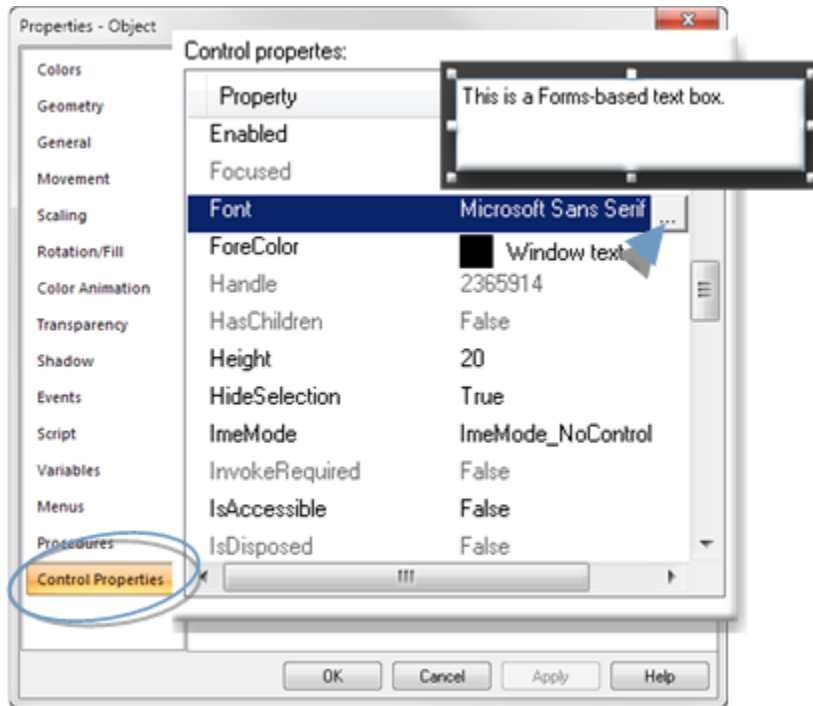 Properties - Object
Colors
Geometry
General
Movement
Scaling
Rotation/Fill
Color Animation
Transparency
Shadow
Events
Script
Variables
Menus
Procedures
Control Properties
Control propertes:
Property
This is a Forms-based text box.
Enabled
Focused
Font Microsoft Sans Serif ...
ForeColor Window text
Handle 2365914
HasChildren False
Height 20
HideSelection True
ImeMode ImeMode_NoControl
InvokeRequired False
IsAccessible False
IsDisposed False
OK Cancel Apply Help